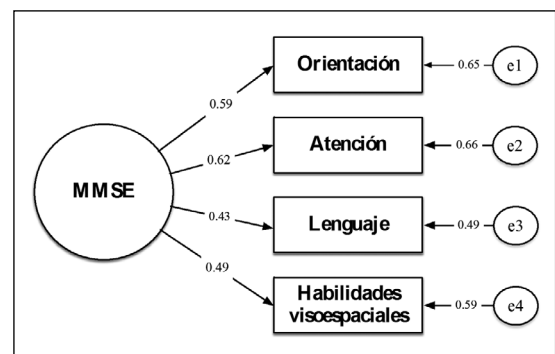 Orientación
0.65
e1
0.59
Atención
0.66
e2
0.62
MMSE
0.43
Lenguaje
0.49
e3
0.49
Habilidades
visoespaciales
0.59
e4